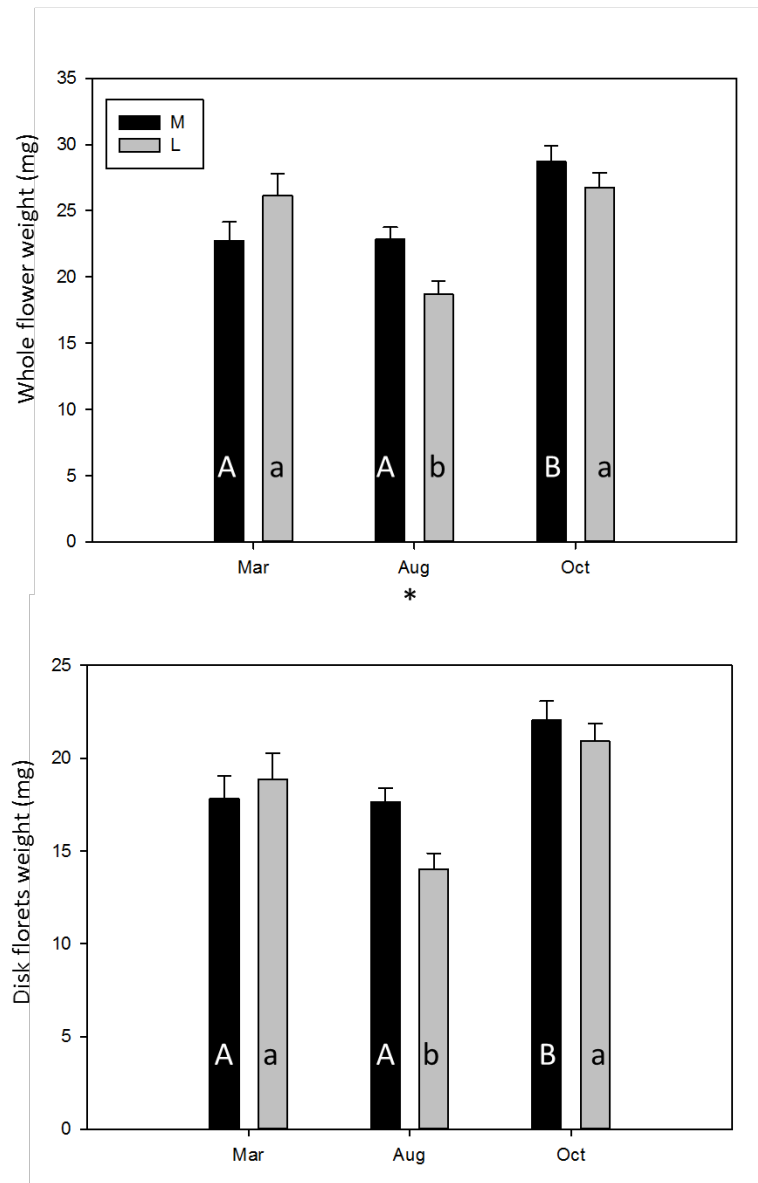 Whole flower weight (mg)
35
30
25
20
15
10
5
0
M
L
A a A b B a
Mar Aug Oct
*
Disk florets weight (mg)
25
20
15
10
5
0
A a A b B a
Mar Aug Oct